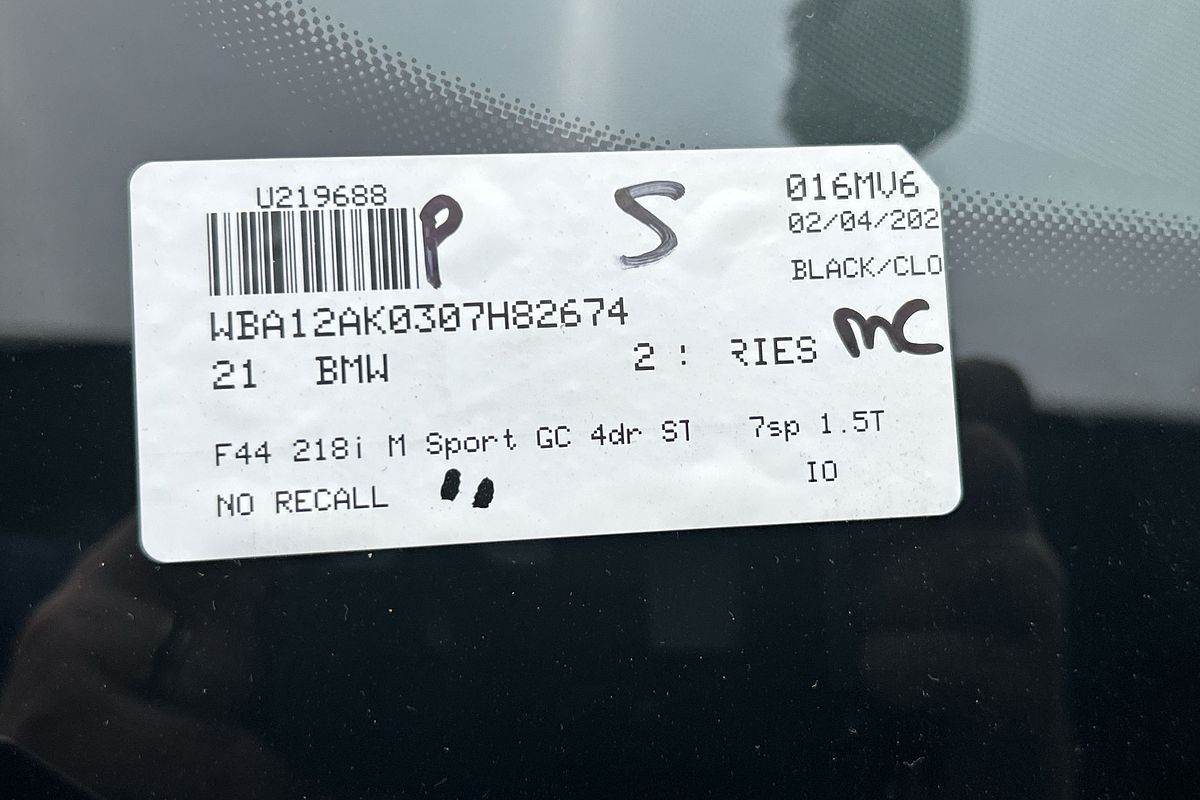 U219688 P S 016MV6
02/04/202
BLACK/CLO
WBA12AK0307H82674
21 BMW 2 : RIES MC
F44 218i M Sport GC 4dr ST 7sp 1.5T
NO RECALL IO